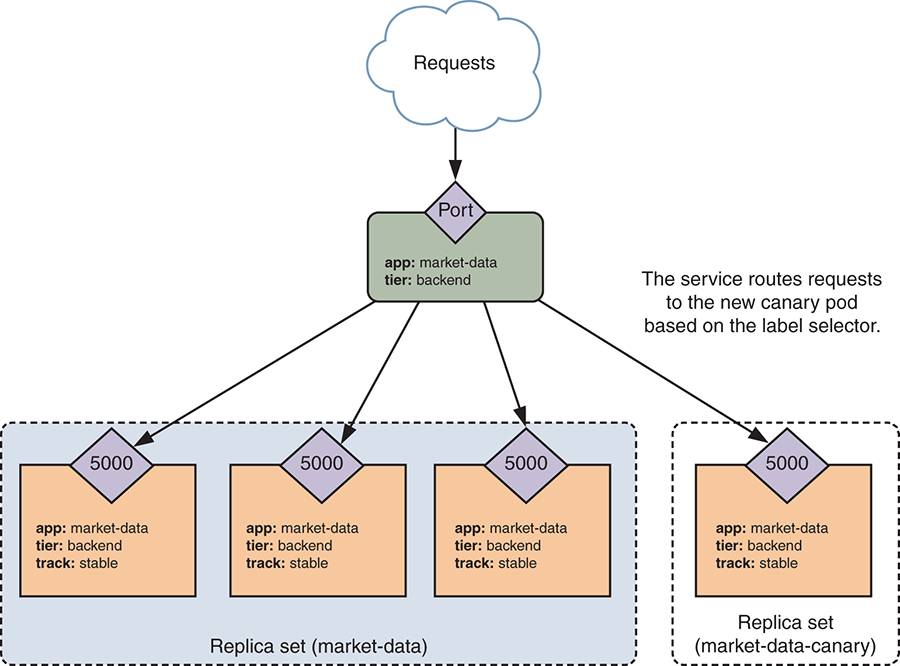 Requests
Port
app: market-data
tier: backend
The service routes requests
to the new canary pod
based on the label selector.
5000
app: market-data
tier: backend
track: stable
5000
app: market-data
tier: backend
track: stable
5000
app: market-data
tier: backend
track: stable
Replica set (market-data)
5000
app: market-data
tier: backend
track: stable
Replica set
(market-data-canary)